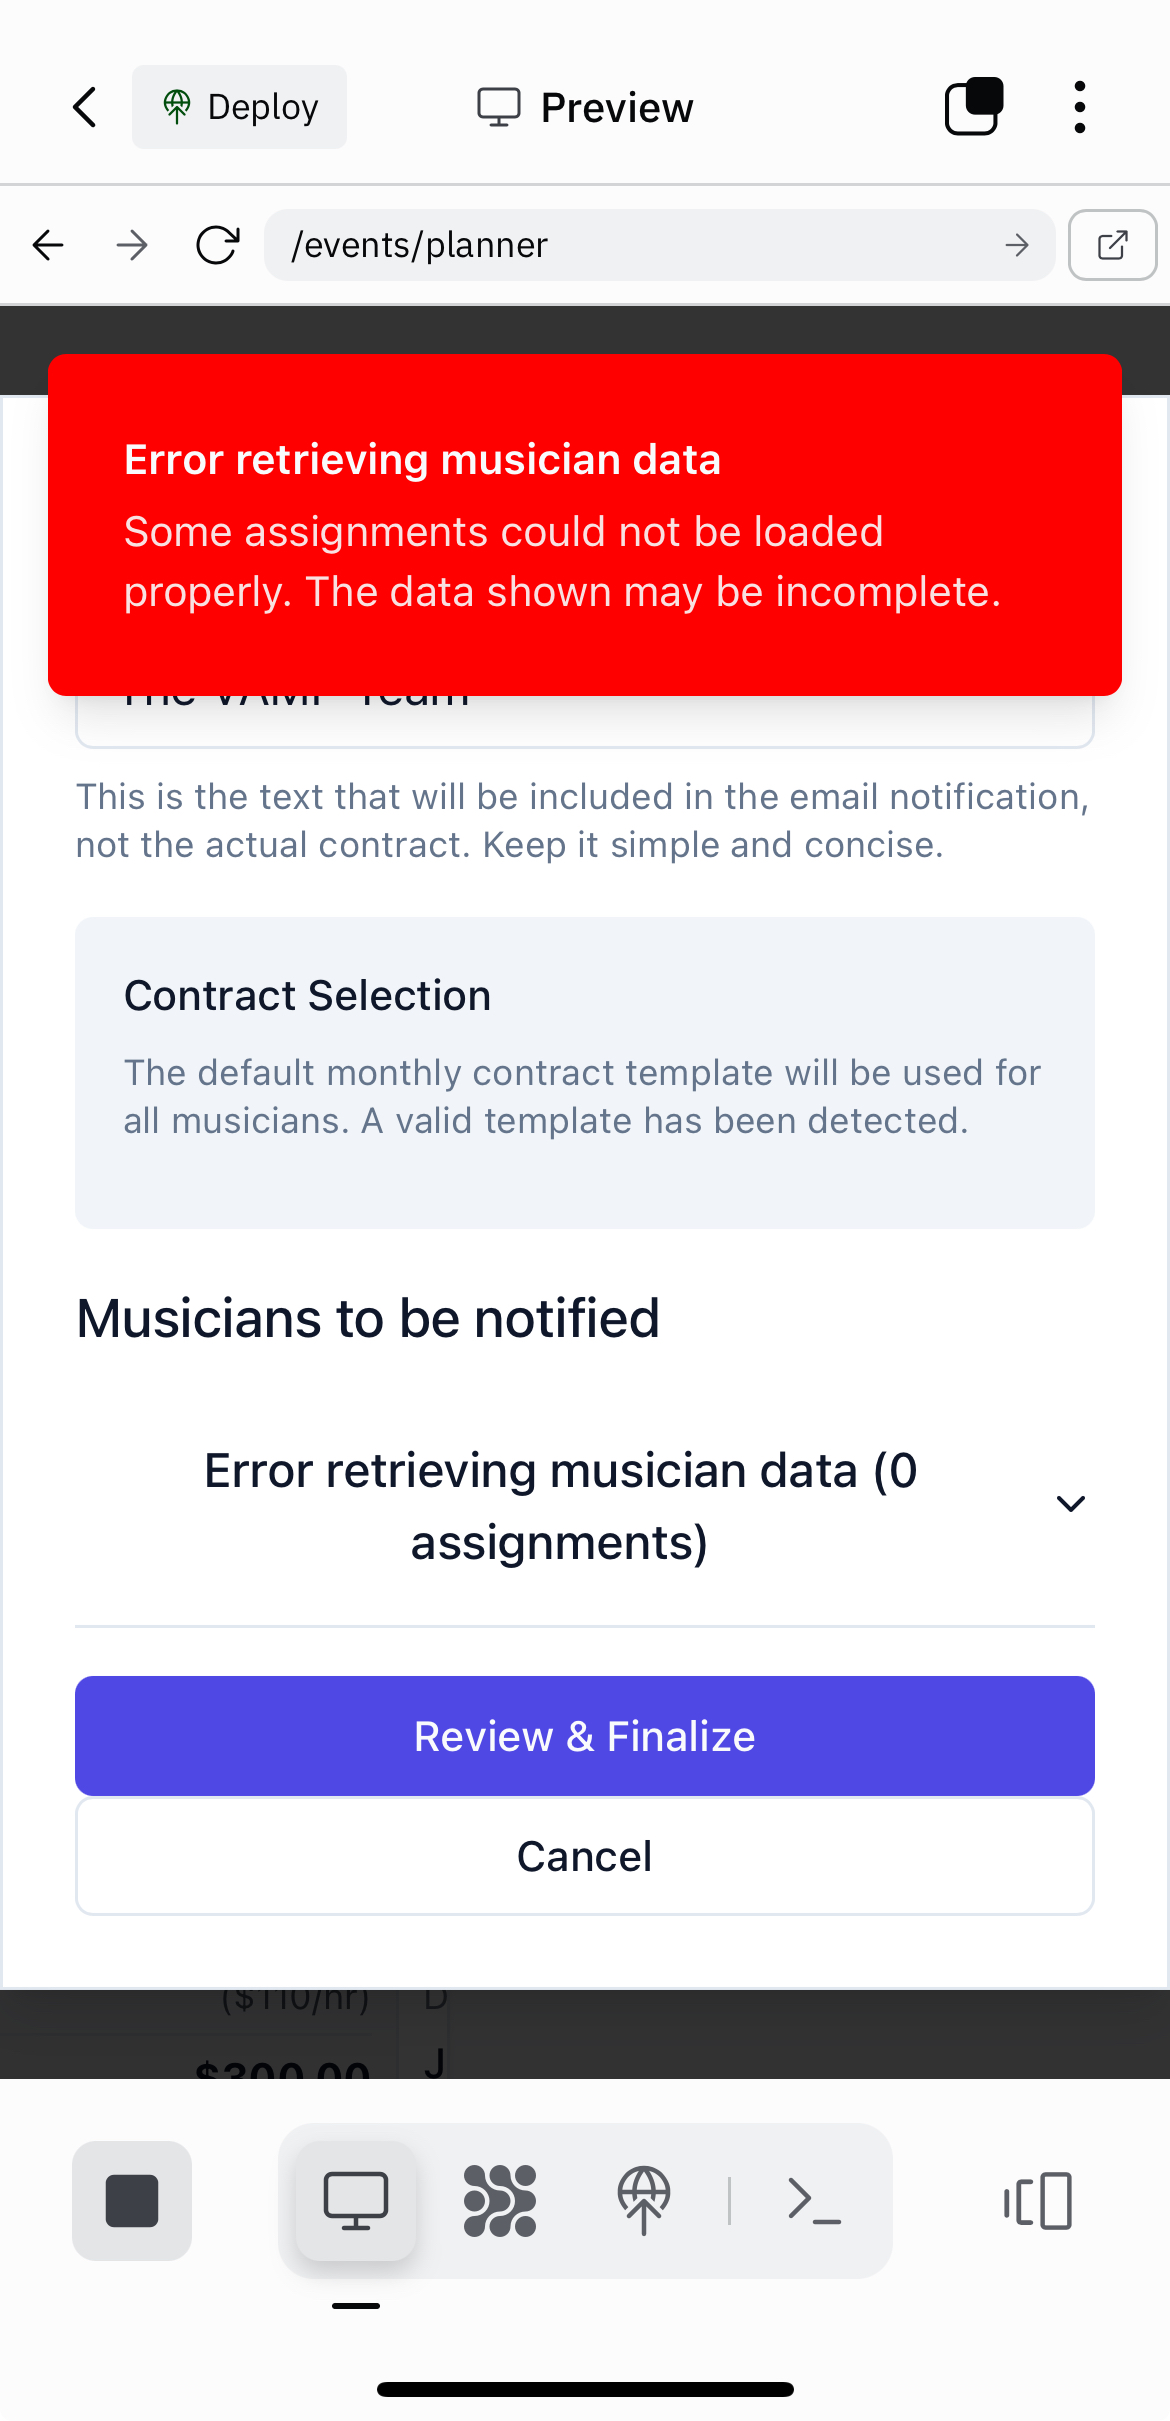 Deploy
Preview
/events/planner
Error retrieving musician data
Some assignments could not be loaded
properly. The data shown may be incomplete.
The VAMP Team
This is the text that will be included in the email notification,
not the actual contract. Keep it simple and concise.
Contract Selection
The default monthly contract template will be used for
all musicians. A valid template has been detected.
Musicians to be notified
Error retrieving musician data (0
assignments)
Review & Finalize
Cancel
($110/hr)
D
$300.00
J